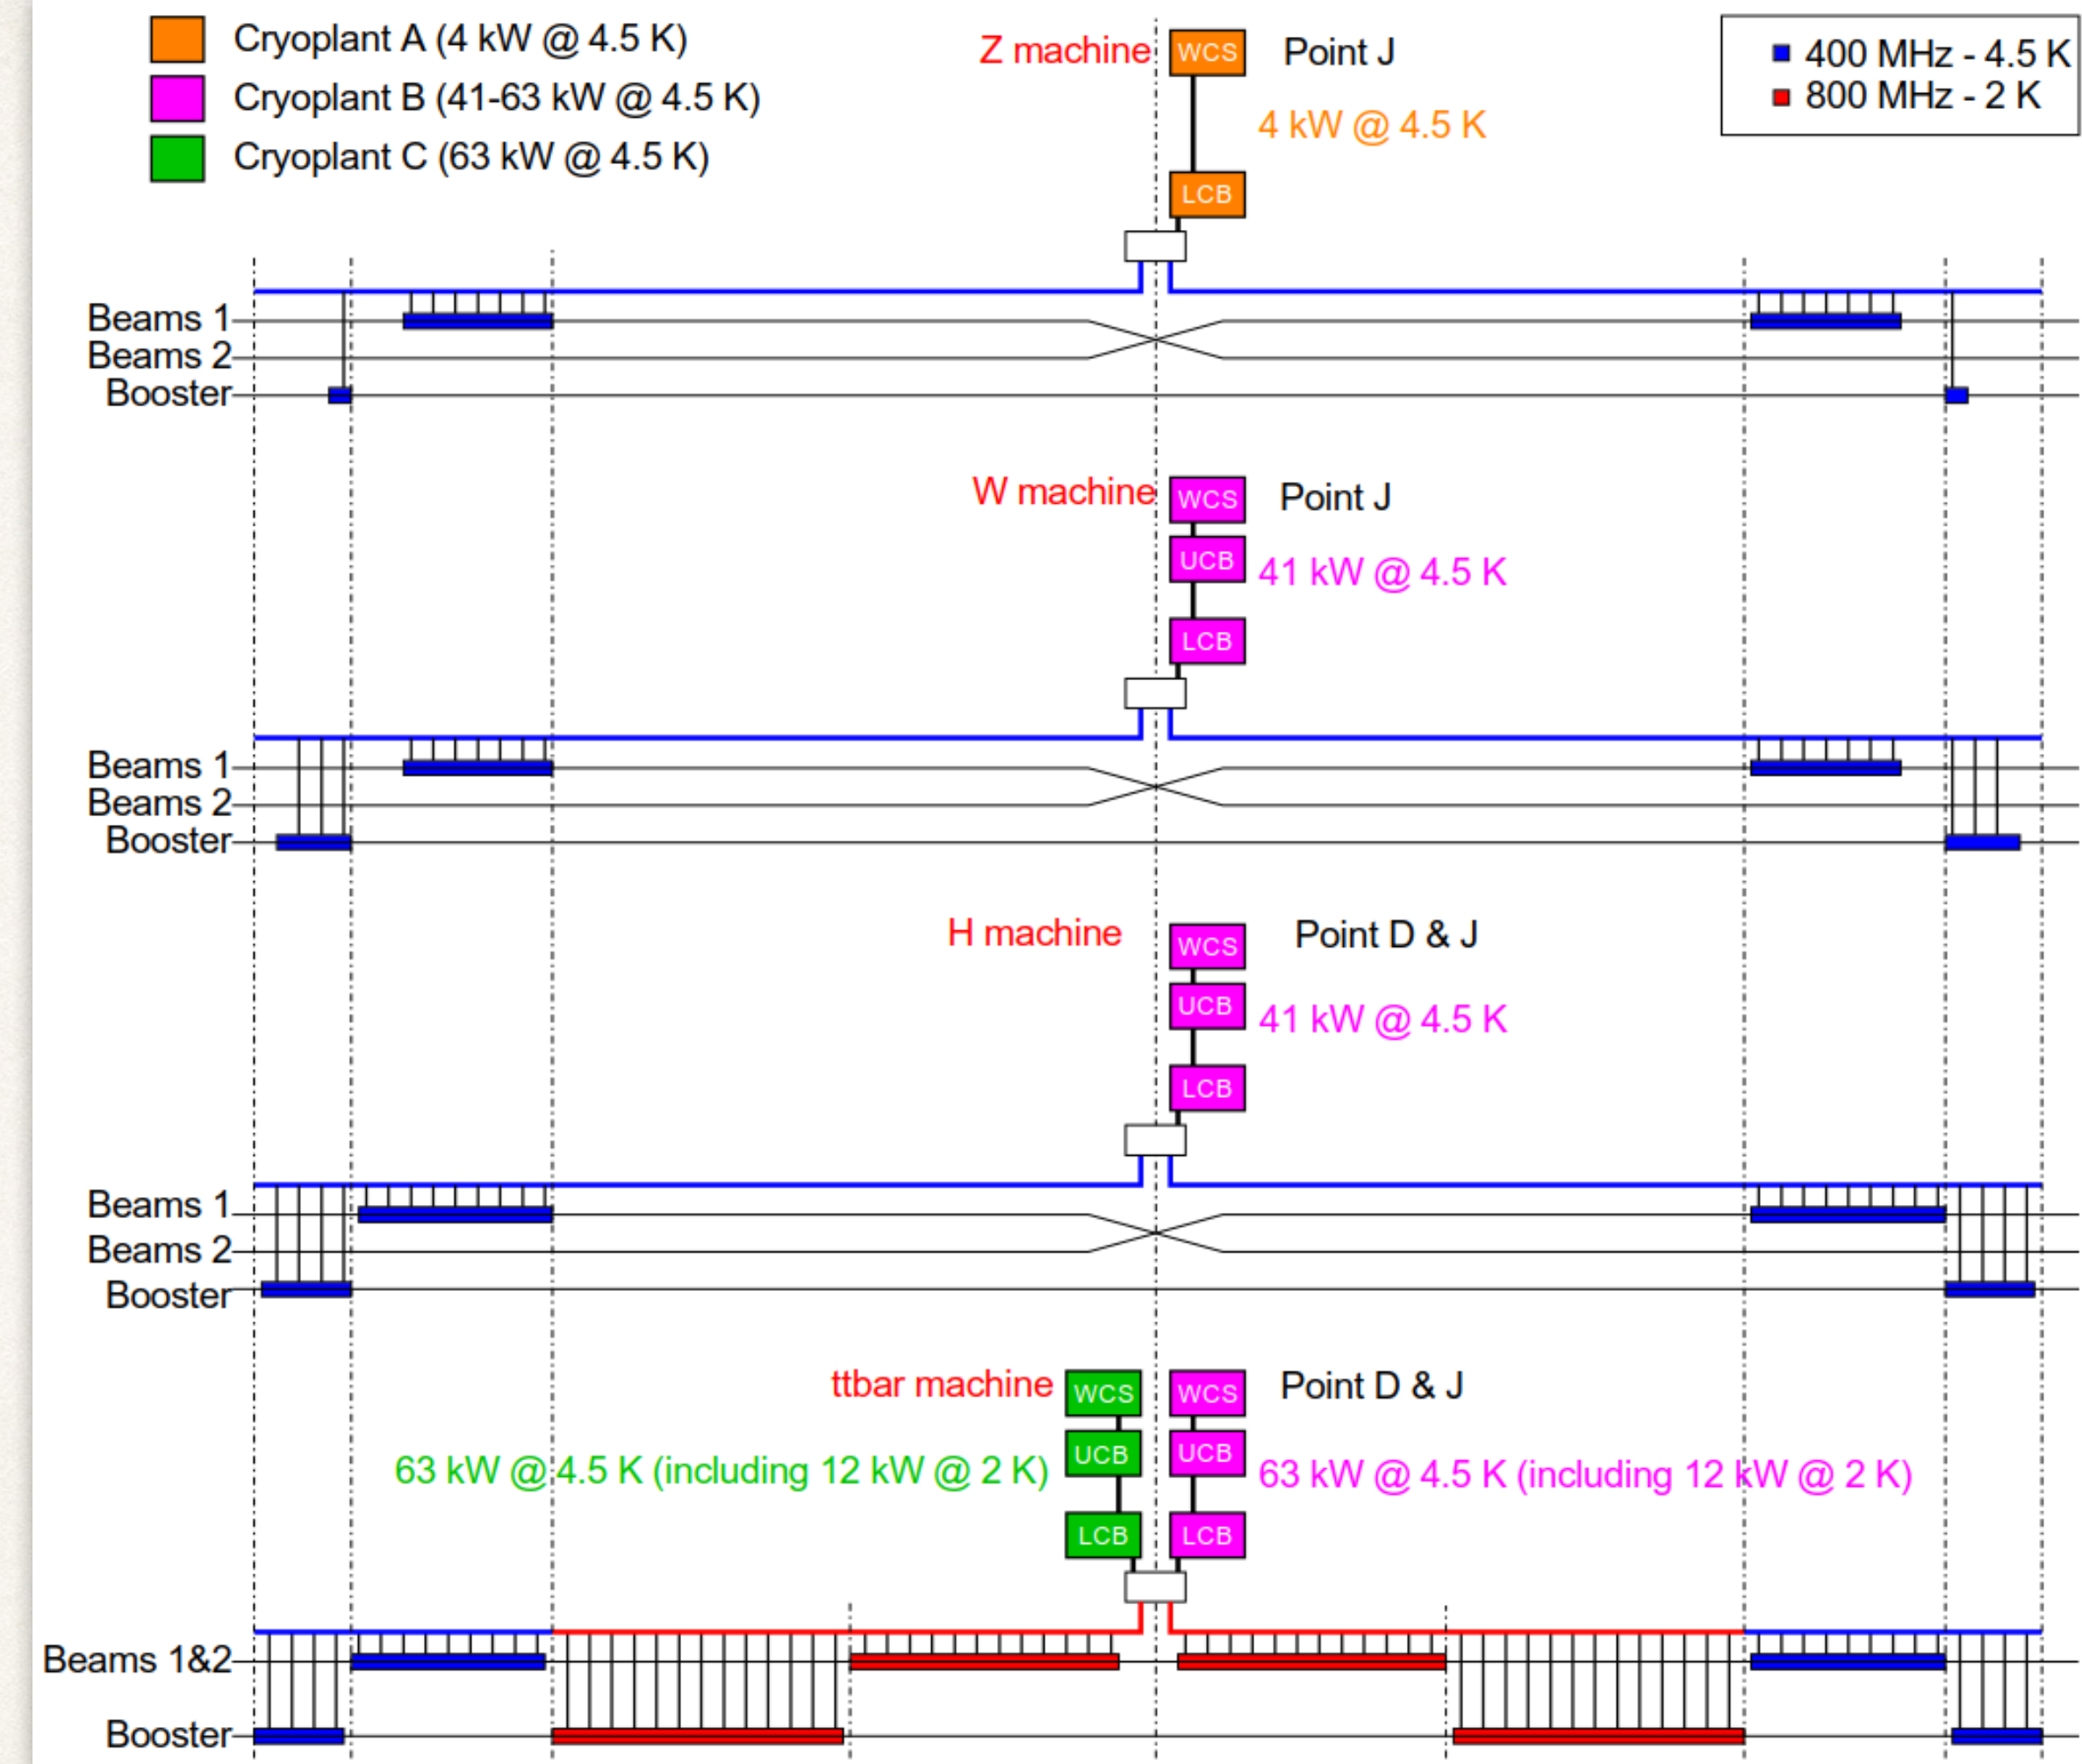 Cryoplant A (4 kW @ 4.5 K)
Cryoplant B (41-63 kW @ 4.5 K)
Cryoplant C (63 kW @ 4.5 K)
400 MHz - 4.5 K
800 MHz - 2 K
Z machine
WCS
Point J
4 kW @ 4.5 K
LCB
Beams 1
Beams 2
Booster
W machine
WCS
Point J
UCB
41 kW @ 4.5 K
LCB
Beams 1
Beams 2
Booster
H machine
WCS
Point D & J
UCB
41 kW @ 4.5 K
LCB
Beams 1
Beams 2
Booster
ttbar machine
WCS
WCS
Point D & J
63 kW @ 4.5 K (including 12 kW @ 2 K)
UCB
UCB
63 kW @ 4.5 K (including 12 kW @ 2 K)
LCB
LCB
Beams 1&2
Booster